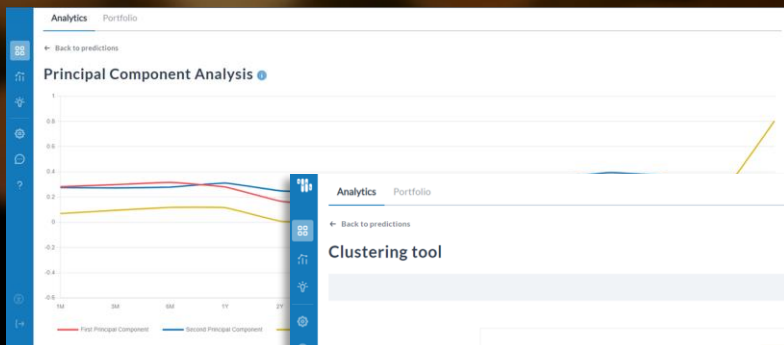 Analytics Portfolio
← Back to predictions
Principal Component Analysis
1
0.8
0.6
0.4
0.2
0
-0.2
-0.4
-0.6
1M 3M 6M 1Y 2Y
First Principal Component Second Principal Component
?
Analytics Portfolio
← Back to predictions
Clustering tool